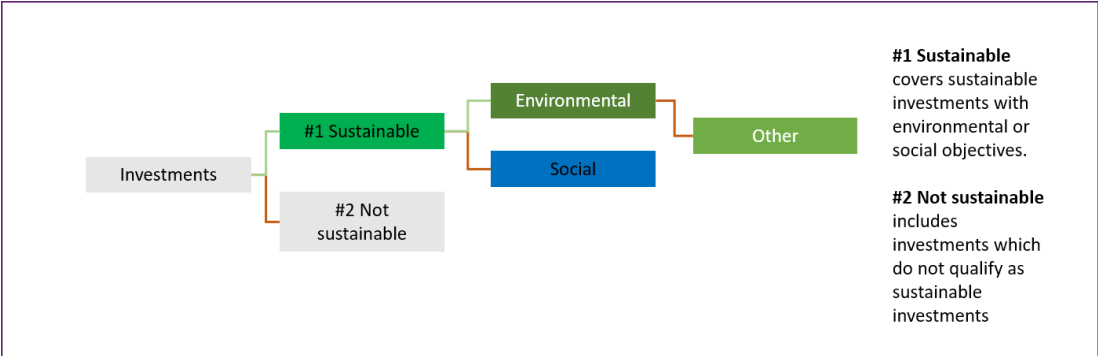 Investments
#1 Sustainable
#2 Not
sustainable
Environmental
Social
Other
#1 Sustainable
covers sustainable
investments with
environmental or
social objectives.
#2 Not sustainable
includes
investments which
do not qualify as
sustainable
investments